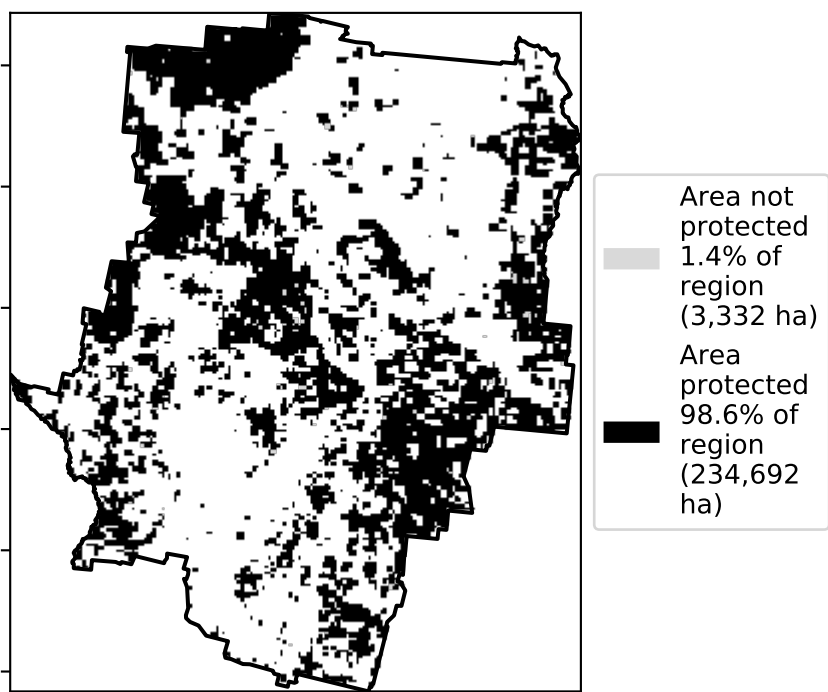 Area not
protected
1.4% of
region
(3,332 ha)
Area
protected
98.6% of
region
(234,692
ha)